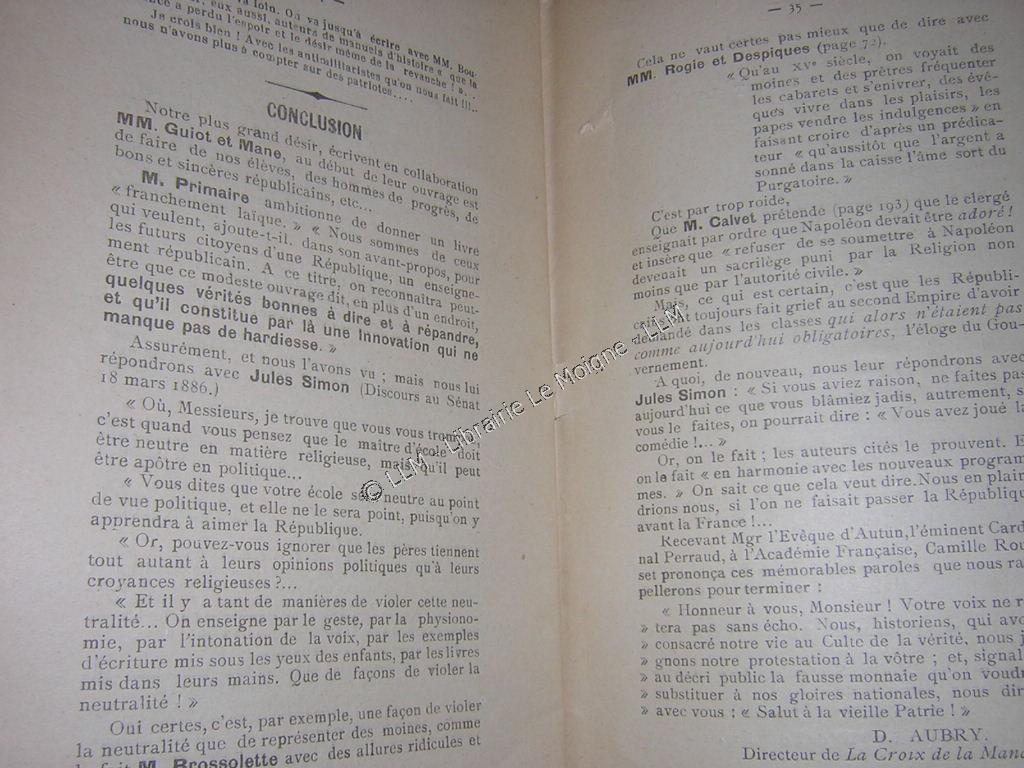 va loin. On va jusqu'à écrire avec MM. Bou-
eux aussi, autents de manuels d'histoire « que la
a perdu l'espoir et le désir même de la revanche ! » .
Je crois bien ! Avec les antimilitaristes qu'on nous fait !!!..
nous n'avons plus à compter sur des patriotes....
CONCLUSION
Notre plus grand désir, écrivent en collaboration
MM. Guiot et Mane, au début de leur ouvrage est
de faire de nos élèves, des hommes de progrès, de
bons et sincères républicains, etc...
M. Primaire ambitionne de donner un livre
« franchement laïque. » « Nous sommes de ceux
qui veulent, ajoute-t-il. dans son avant-propos, pour
les futurs citoyens d'une République, un enseigne-
ment républicain. A ce titre, on reconnaîtra peut-
être que ce modeste ouvrage dit, en plus d'un endroit,
quelques vérités bonnes à dire et à répandre,
et qu'il constitue par là une innovation qui ne
manque pas de hardiesse. »
Assurément, et nous l'avons vu ; mais nous lui
répondrons avec Jules Simon (Discours au Sénat
18 mars 1886.)
« Où, Messieurs, je trouve que vous vous trompez,
c'est quand vous pensez que le maître d'école doit
être neutre en matière religieuse, mais qu'il peut
être apôtre en politique...
« Vous dites que votre école sera neutre au point
de vue politique, et elle ne le sera point, puisqu'on y
apprendra à aimer la République.
« Or, pouvez-vous ignorer que les pères tiennent
tout autant à leurs opinions politiques qu'à leurs
croyances religieuses ?...
« Et il y a tant de manières de violer cette neu-
tralité... On enseigne par le geste, par la physiono-
mie, par l'intonation de la voix, par les exemples
d'écriture mis sous les yeux des enfants, par les livres
mis dans leurs mains. Que de façons de violer la
neutralité ! »
Oui certes, c'est, par exemple, une façon de violer
la neutralité que de représenter des moines, comme
le fait M. Brossolette avec des allures ridicules et
— 35 —
Cela ne vaut certes pas mieux que de dire avec
MM. Rogie et Despiques (page 72).
« Qu'au XVe siècle, on voyait des
moines et des prêtres fréquenter
les cabarets et s'enivrer, des évê-
ques vivre dans les plaisirs, les
papes vendre les indulgences » en
faisant croire d'après un prédica-
teur « qu'aussitôt que l'argent a
sonné dans la caisse l'âme sort du
Purgatoire. »
C'est par trop roide,
Que M. Calvet prétende (page 193) que le clergé
enseignait par ordre que Napoléon devait être adoré !
et insère que « refuser de se soumettre à Napoléon
devenait un sacrilège puni par la Religion non
moins que par l'autorité civile. »
Mais, ce qui est certain, c'est que les Républi-
cains ont toujours fait grief au second Empire d'avoir
demandé dans les classes qui alors n'étaient pas
comme aujourd'hui obligatoires, l'éloge du Gou-
vernement.
A quoi, de nouveau, nous leur répondrons avec
Jules Simon : « Si vous aviez raison, ne faites pas
aujourd'hui ce que vous blâmiez jadis, autrement, s
vous le faites, on pourrait dire : « Vous avez joué la
comédie !... »
Or, on le fait ; les auteurs cités le prouvent. E
on le fait « en harmonie avec les nouveaux program
mes. » On sait ce que cela veut dire. Nous en plain
drions nous, si l'on ne faisait passer la Républiqu
avant la France !...
Recevant Mgr l'Evêque d'Autun, l'éminent Card
nal Perraud, à l'Académie Française, Camille Rou
set prononça ces mémorables paroles que nous ra
pellerons pour terminer :
« Honneur à vous, Monsieur ! Votre voix ne r
» tera pas sans écho. Nous, historiens, qui avo
» consacré notre vie au Culte de la vérité, nous j
» gnons notre protestation à la vôtre ; et, signal
» au décri public la fausse monnaie qu'on voudr
» substituer à nos gloires nationales, nous dir
» avec vous : « Salut à la vieille Patrie ! »
D. AUBRY.
Directeur de La Croix de la Manc
© LLM - Librairie Le Moigne - LLM